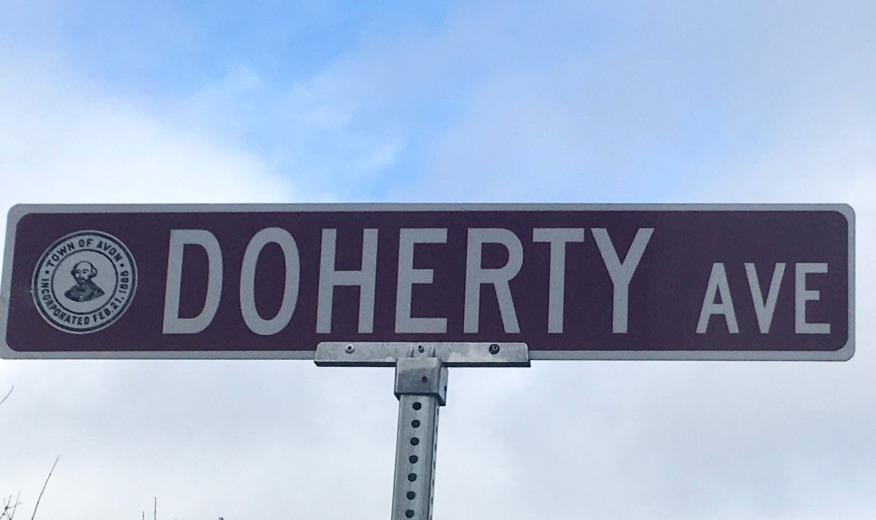 TOWN OF AVON
INCORPORATED FEB. 21, 1888
DOHERTY AVE